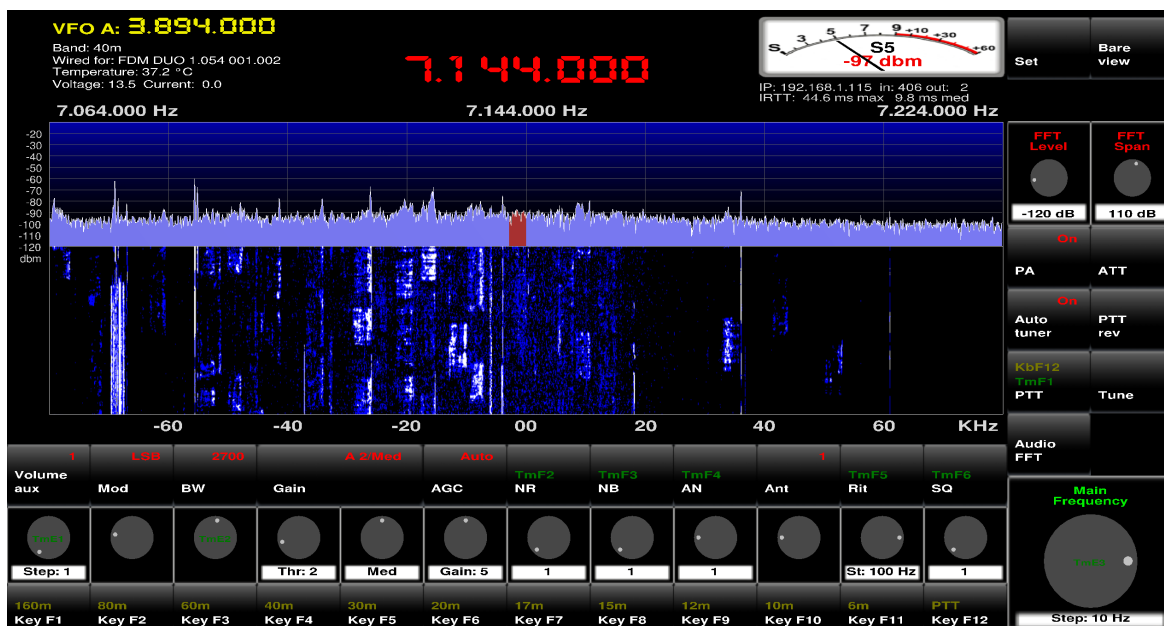 VFO A: 3.894.000
Band: 40m
Wired for: FDM DUO 1.054 001.002
Temperature: 37.2 °C
Voltage: 13.5 Current: 0.0
7.144.000
S 3 5 7 9 +10 +30 +60
S5
-97 dbm
IP: 192.168.1.115 in: 406 out: 2
IRTT: 44.6 ms max 9.8 ms med
Set
Bare
view
7.064.000 Hz 7.144.000 Hz 7.224.000 Hz
-20
-30
-40
-50
-60
-70
-80
-90
-100
-110
-120
dbm
-60 -40 -20 00 20 40 60 KHz
FFT
Level
-120 dB
FFT
Span
110 dB
On
PA
ATT
On
Auto
tuner
PTT
rev
KbF12
TmF1
PTT
Tune
Audio
FFT
1
Volume
aux
LSB
Mod
2700
BW
A 2/Med
Gain
Auto
AGC
TmF2
NR
TmF3
NB
TmF4
AN
1
Ant
TmF5
Rit
TmF6
SQ
Step: 1
Thr: 2
Med
Gain: 5
1
1
1
St: 100 Hz
1
Main
Frequency
Step: 10 Hz
160m
Key F1
80m
Key F2
60m
Key F3
40m
Key F4
30m
Key F5
20m
Key F6
17m
Key F7
15m
Key F8
12m
Key F9
10m
Key F10
6m
Key F11
PTT
Key F12